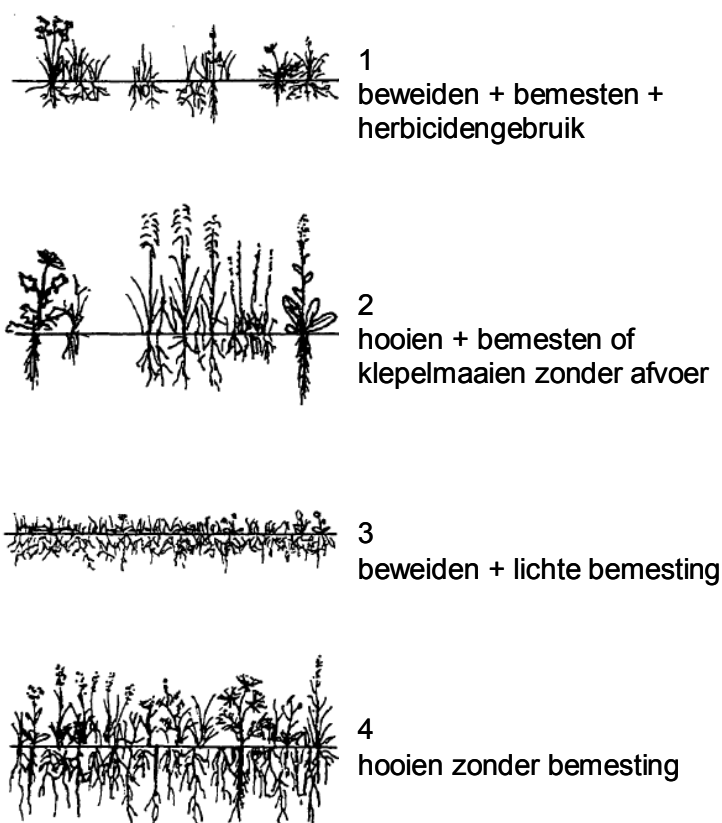 1
beweiden + bemesten +
herbicidengebruik
2
hooien + bemesten of
klepelmaaien zonder afvoer
3
beweiden + lichte bemesting
4
hooien zonder bemesting